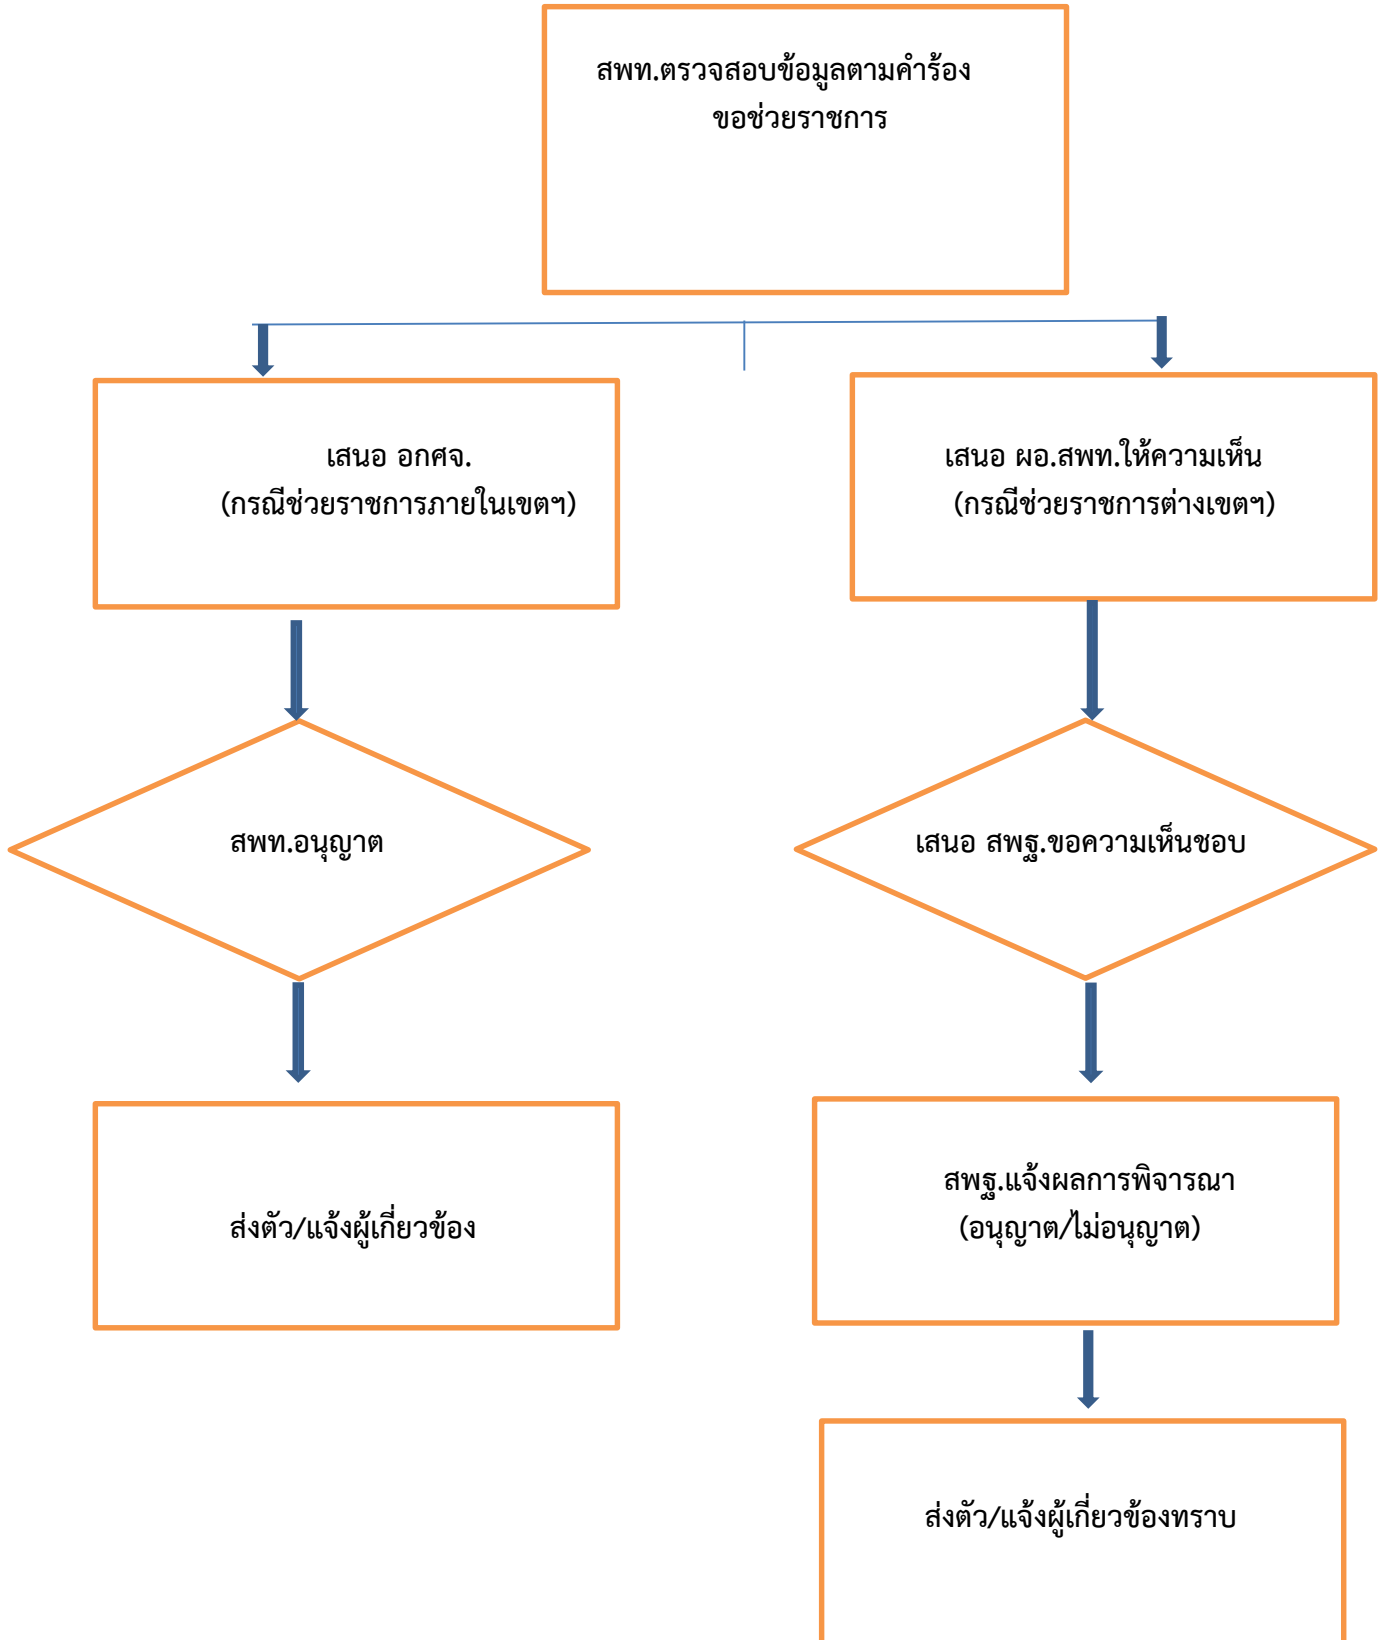 สพท.ตรวจสอบข้อมูลตามคำร้อง
ขอช่วยราชการ
เสนอ อกศจ.
(กรณีช่วยราชการภายในเขตฯ)
เสนอ ผอ.สพท.ให้ความเห็น
(กรณีช่วยราชการต่างเขตฯ)
สพท.อนุญาต
เสนอ สพฐ.ขอความเห็นชอบ
ส่งตัว/แจ้งผู้เกี่ยวข้อง
สพฐ.แจ้งผลการพิจารณา
(อนุญาต/ไม่อนุญาต)
ส่งตัว/แจ้งผู้เกี่ยวข้องทราบ